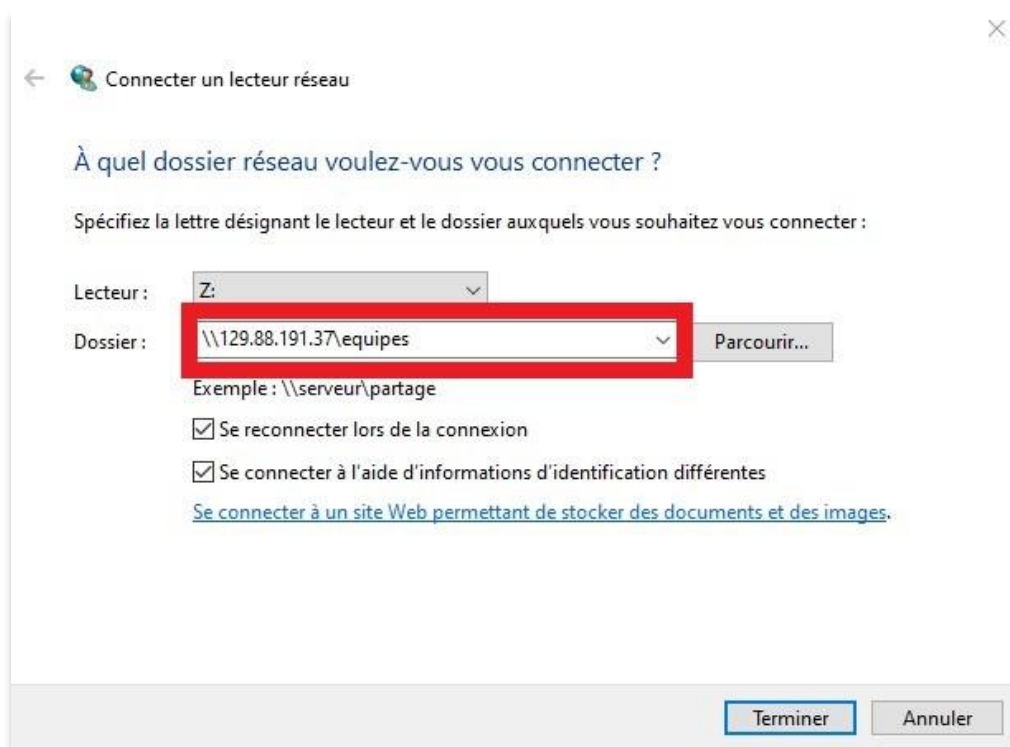 Connecter un lecteur réseau
À quel dossier réseau voulez-vous vous connecter ?
Spécifiez la lettre désignant le lecteur et le dossier auxquels vous souhaitez vous connecter :
Lecteur : Z:
Dossier : \\129.88.191.37\equipes Parcourir...
Exemple : \\serveur\partage
Se reconnecter lors de la connexion
Se connecter à l'aide d'informations d'identification différentes
Se connecter à un site Web permettant de stocker des documents et des images.
Terminer Annuler